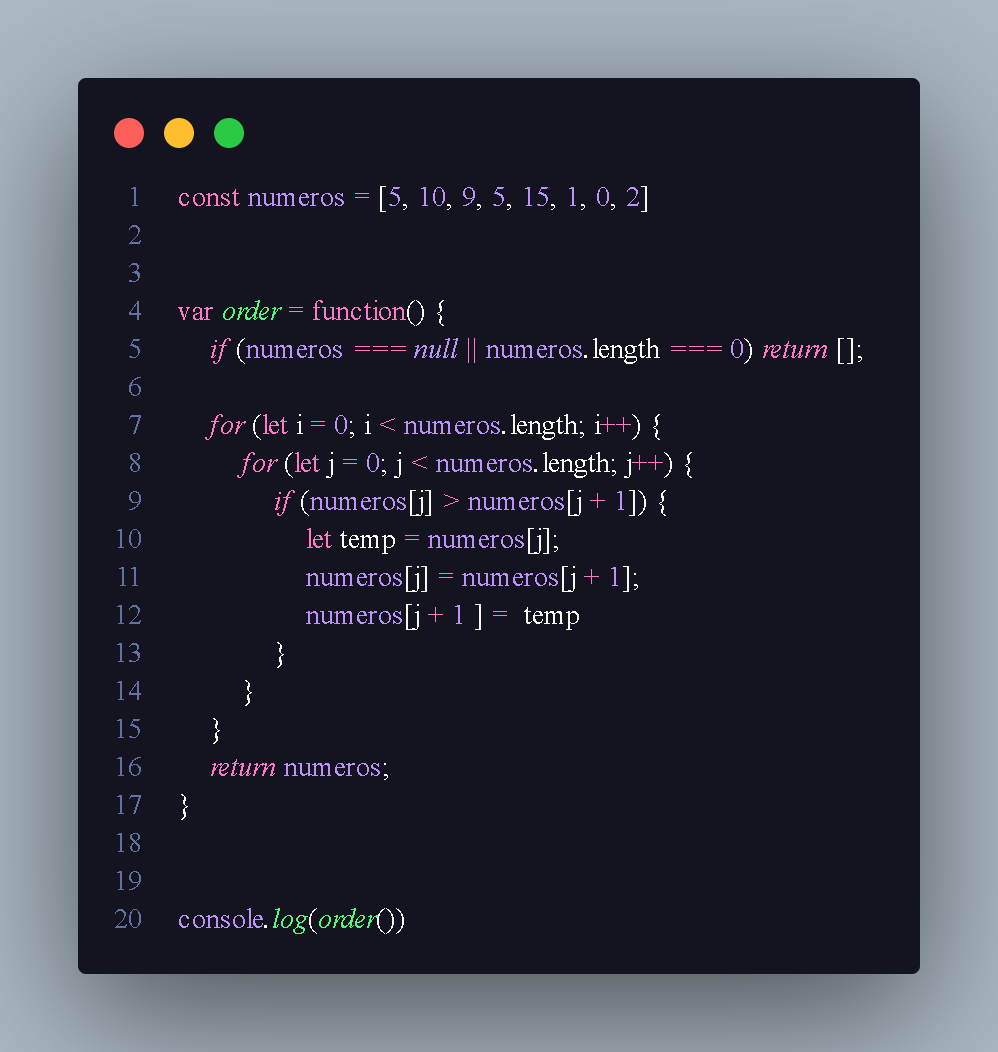 1 const numeros = [5, 10, 9, 5, 15, 1, 0, 2]
2
3
4 var order = function() {
5 if (numeros === null || numeros.length === 0) return [];
6
7 for (let i = 0; i < numeros.length; i++) {
8 for (let j = 0; j < numeros.length; j++) {
9 if (numeros[j] > numeros[j + 1]) {
10 let temp = numeros[j];
11 numeros[j] = numeros[j + 1];
12 numeros[j + 1 ] =  temp
13 }
14 }
15 }
16 return numeros;
17 }
18
19
20 console.log(order())